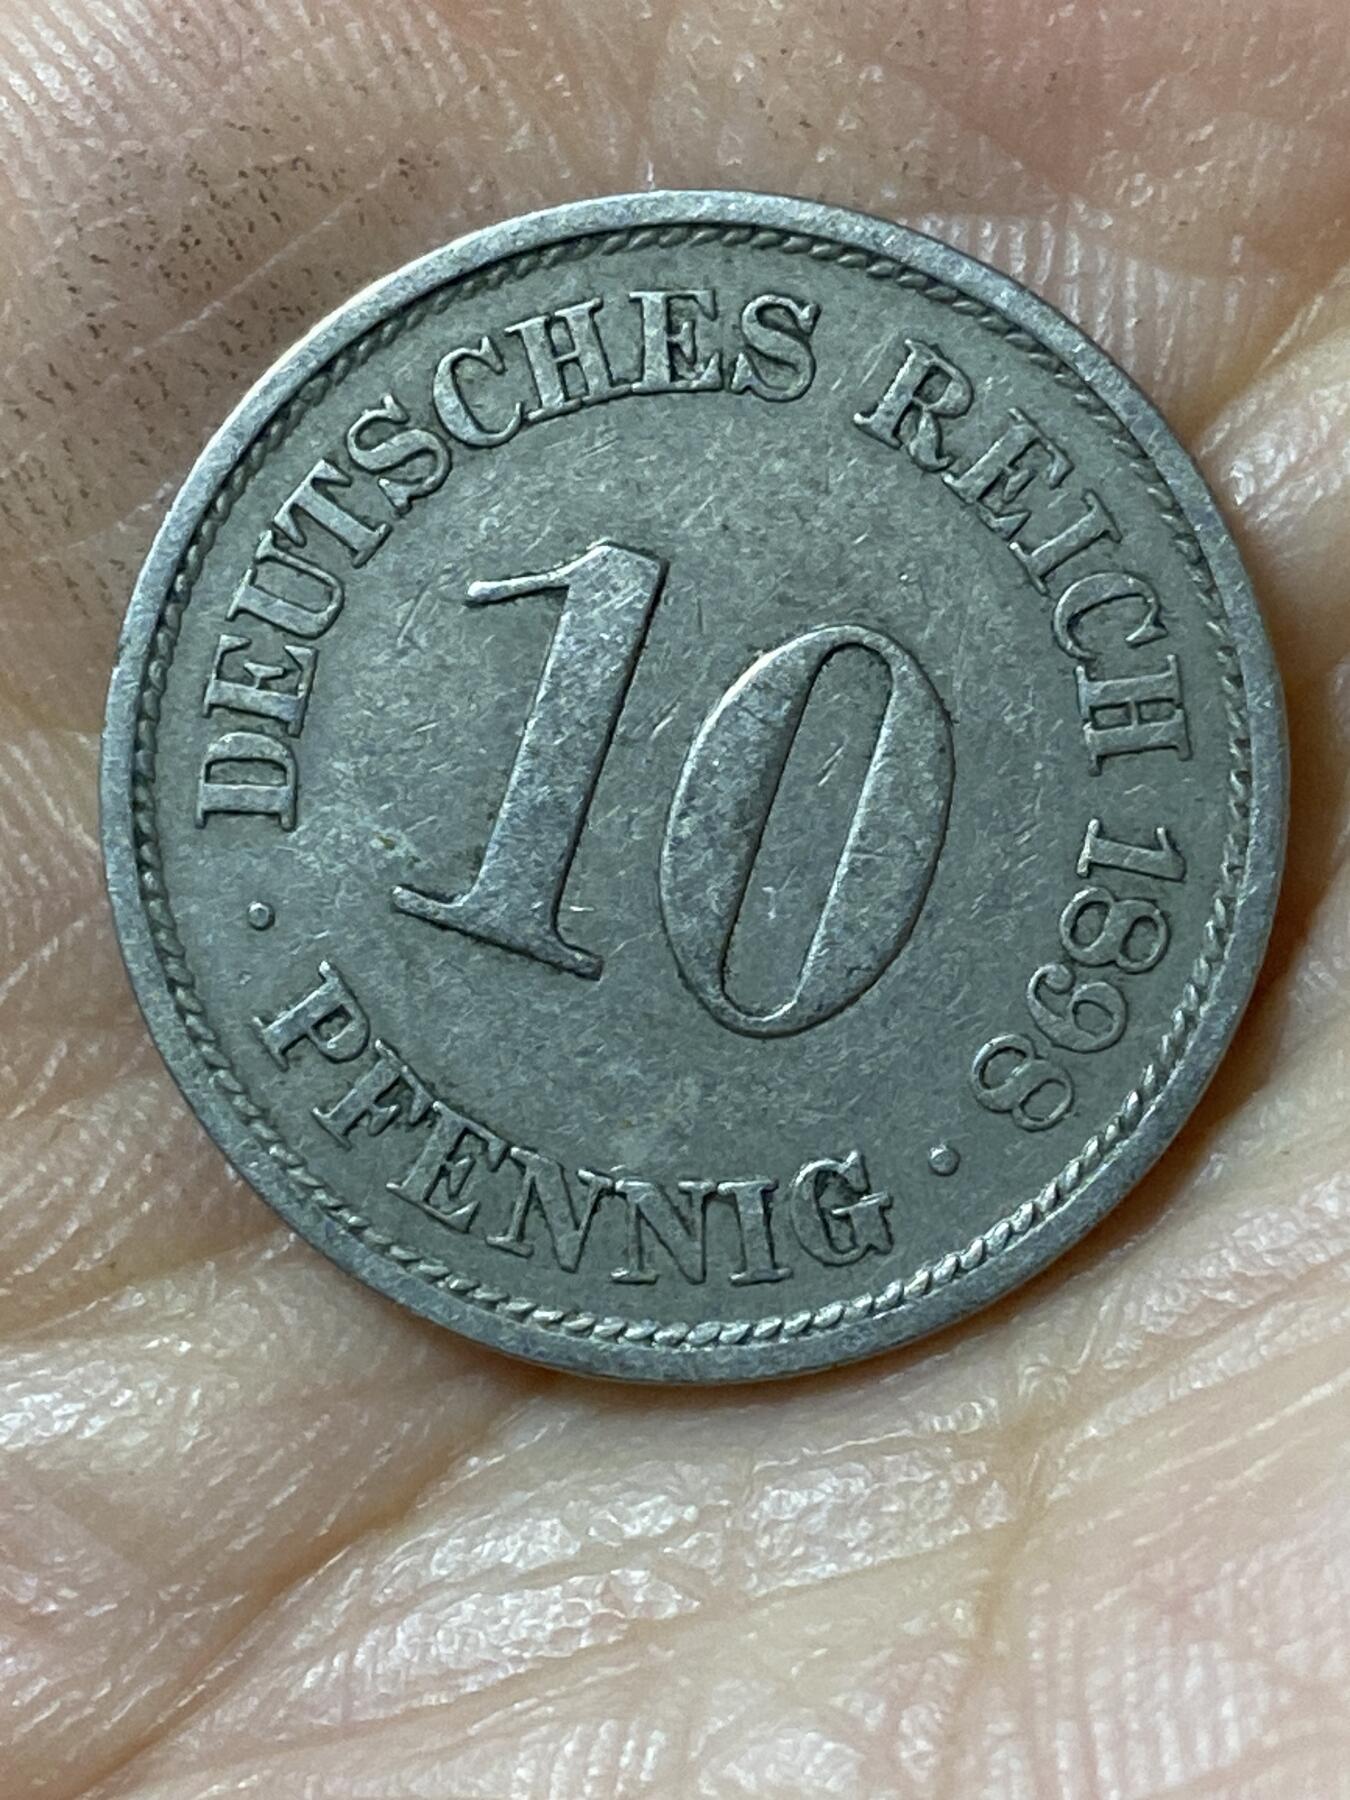 DEUTSCHES REICH 1898
10
· PFENNIG ·